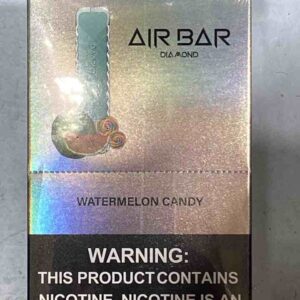 AIR BAR
DIAMOND
WATERMELON CANDY
WARNING:
THIS PRODUCT CONTAINS
NICOTINE. NICOTINE IS AN